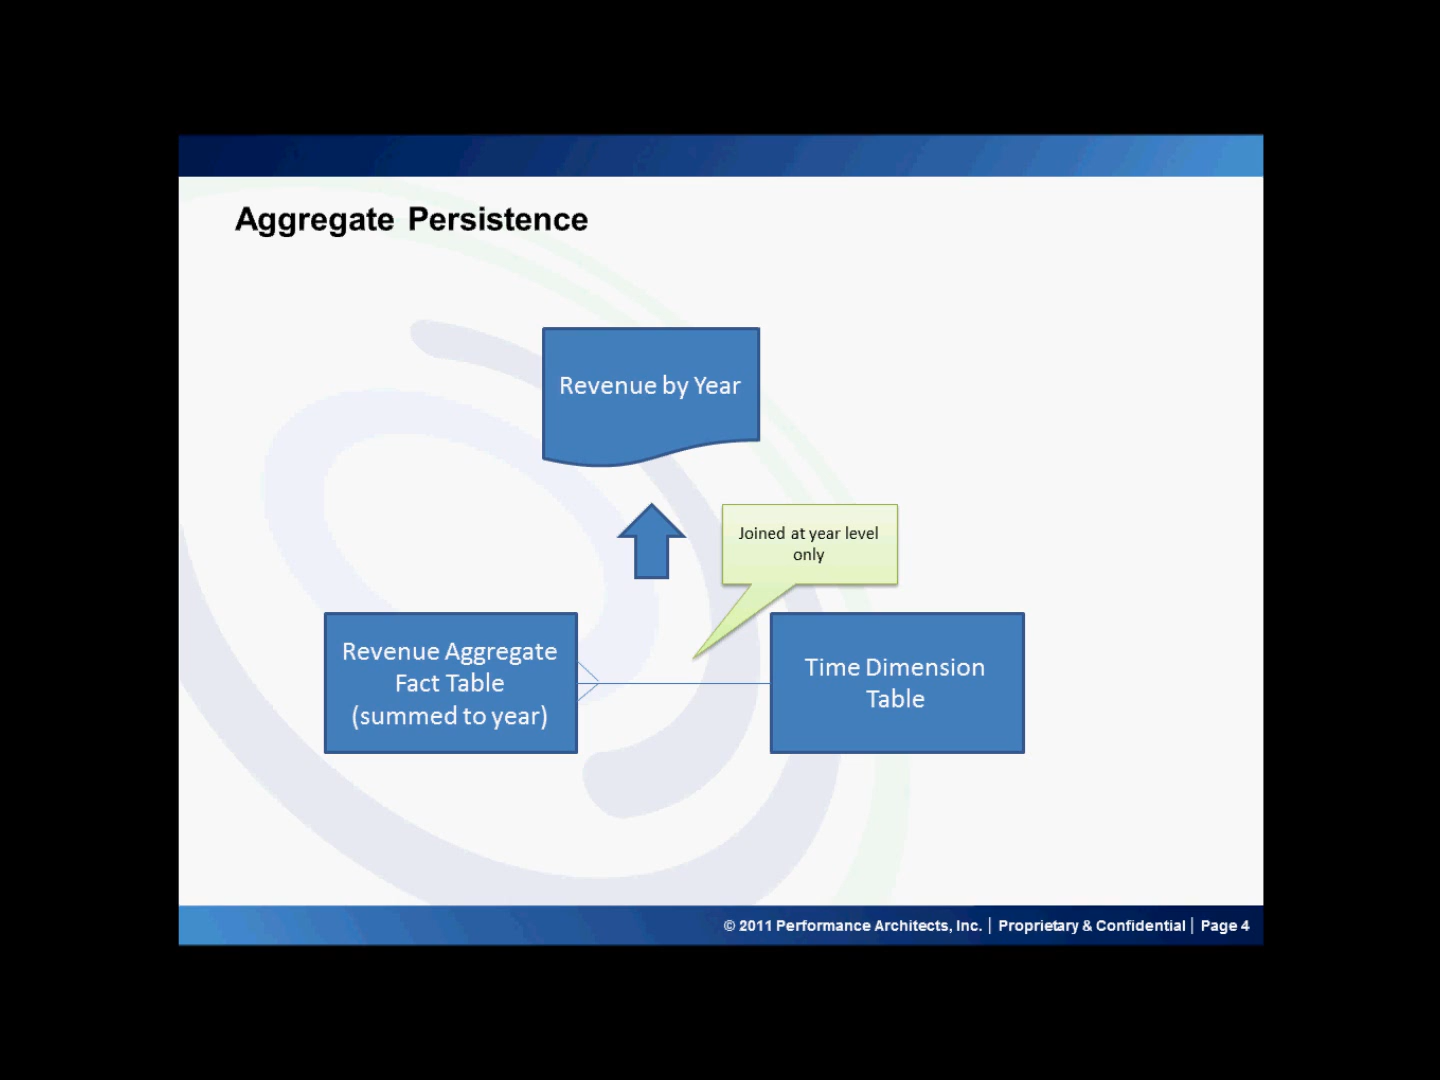 Aggregate Persistence
Revenue by Year
Joined at year level
only
Revenue Aggregate
Fact Table
(summed to year)
Time Dimension
Table
© 2011 Performance Architects, Inc. | Proprietary & Confidential | Page 4